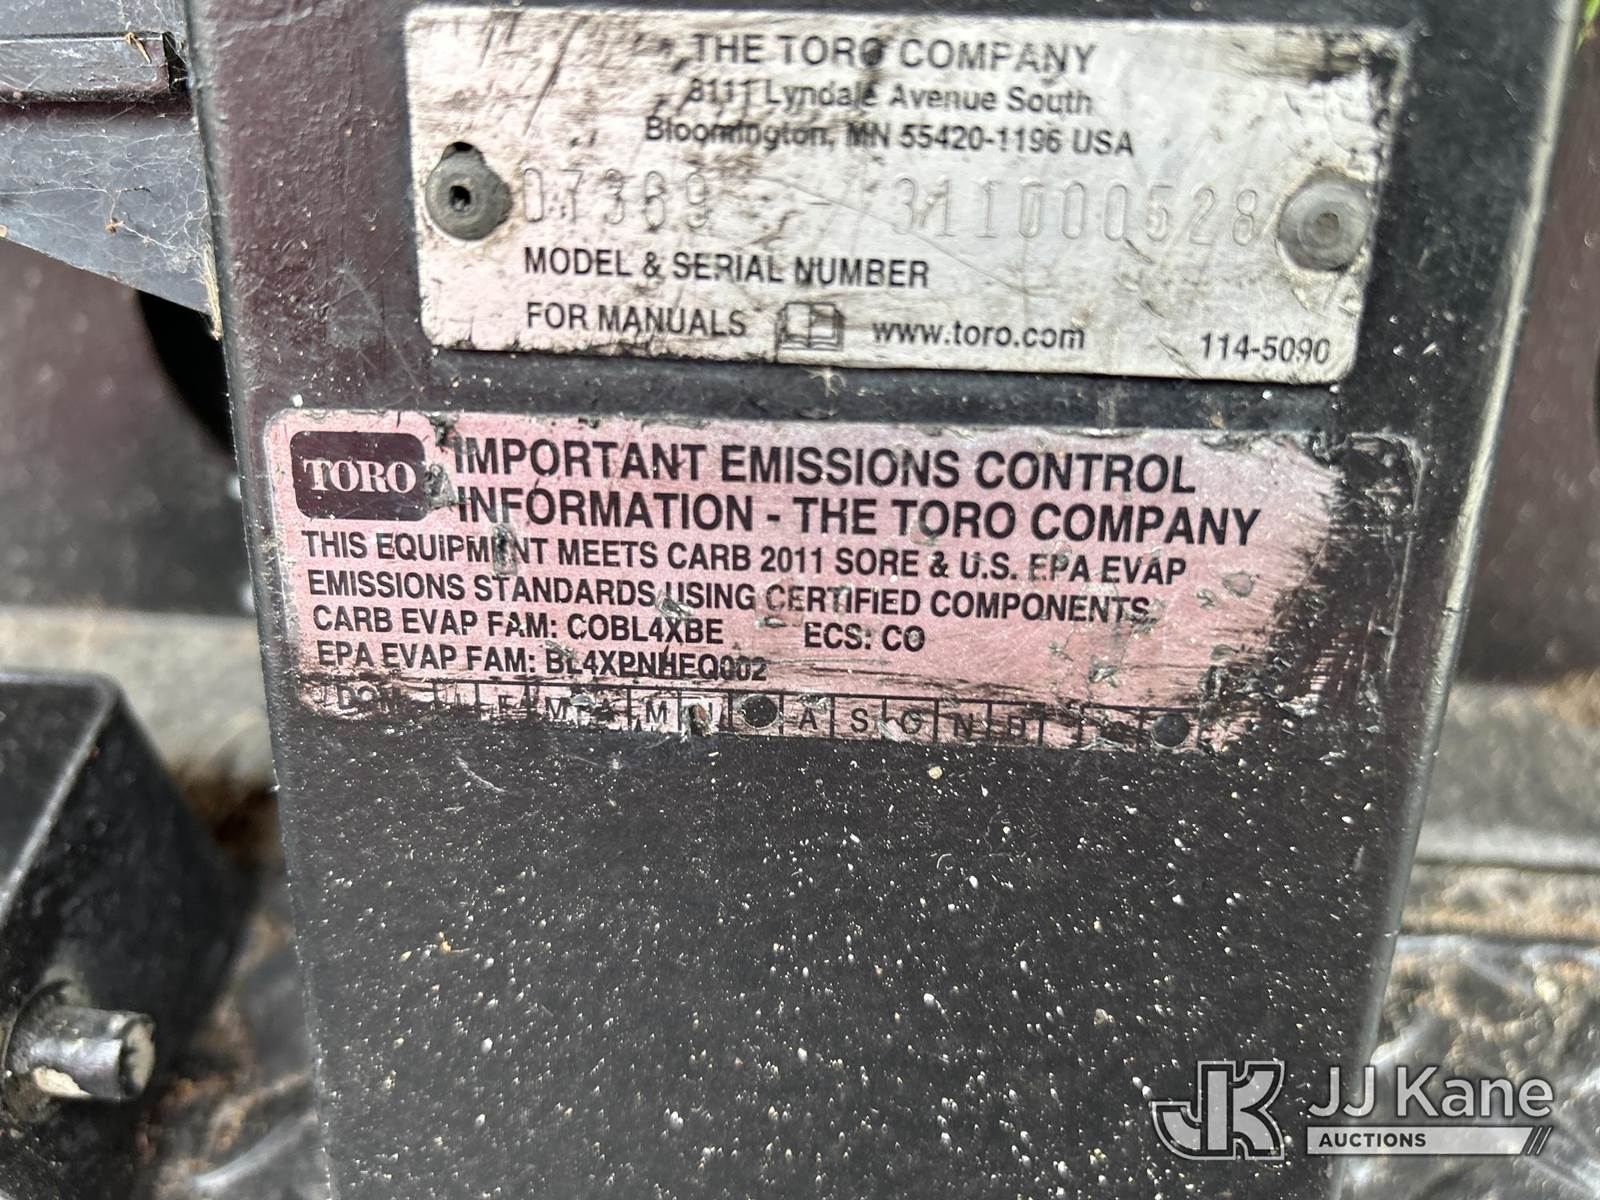 THE TORO COMPANY
8111 Lyndale Avenue South
Bloomington, MN 55420-1196 USA
07369 - 311000528
MODEL & SERIAL NUMBER
FOR MANUALS www.toro.com 114-5090
TORO
IMPORTANT EMISSIONS CONTROL
INFORMATION - THE TORO COMPANY
THIS EQUIPMENT MEETS CARB 2011 SORE & U.S. EPA EVAP
EMISSIONS STANDARDS USING CERTIFIED COMPONENTS.
CARB EVAP FAM: COBL4XBE ECS: CO
EPA EVAP FAM: BL4XPNHEQ002
DOM J F M A M J A S O N D
JJ Kane
AUCTIONS